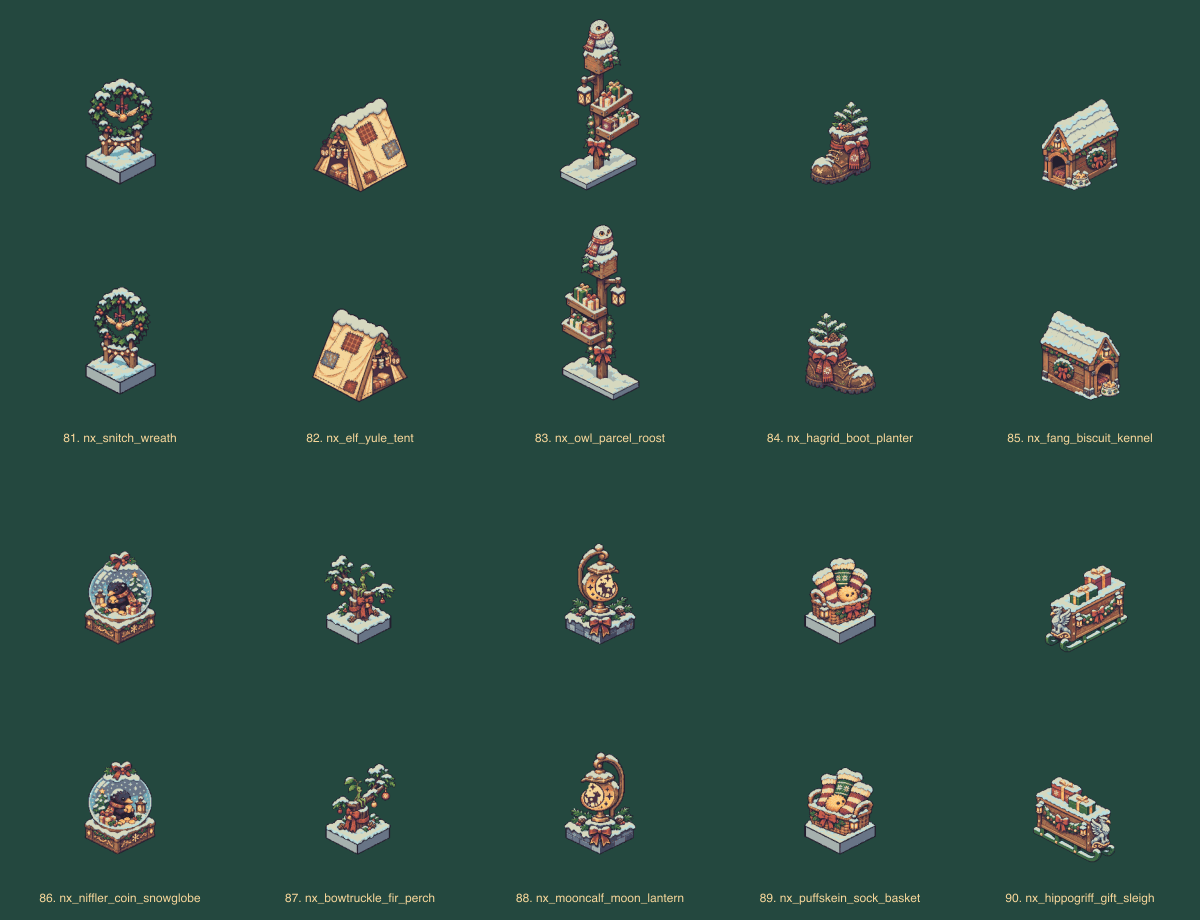 81. nx_snitch_wreath
82. nx_elf_yule_tent
83. nx_owl_parcel_roost
84. nx_hagrid_boot_planter
85. nx_fang_biscuit_kennel
86. nx_niffler_coin_snowglobe
87. nx_bowtruckle_fir_perch
88. nx_mooncalf_moon_lantern
89. nx_puffskein_sock_basket
90. nx_hippogriff_gift_sleigh